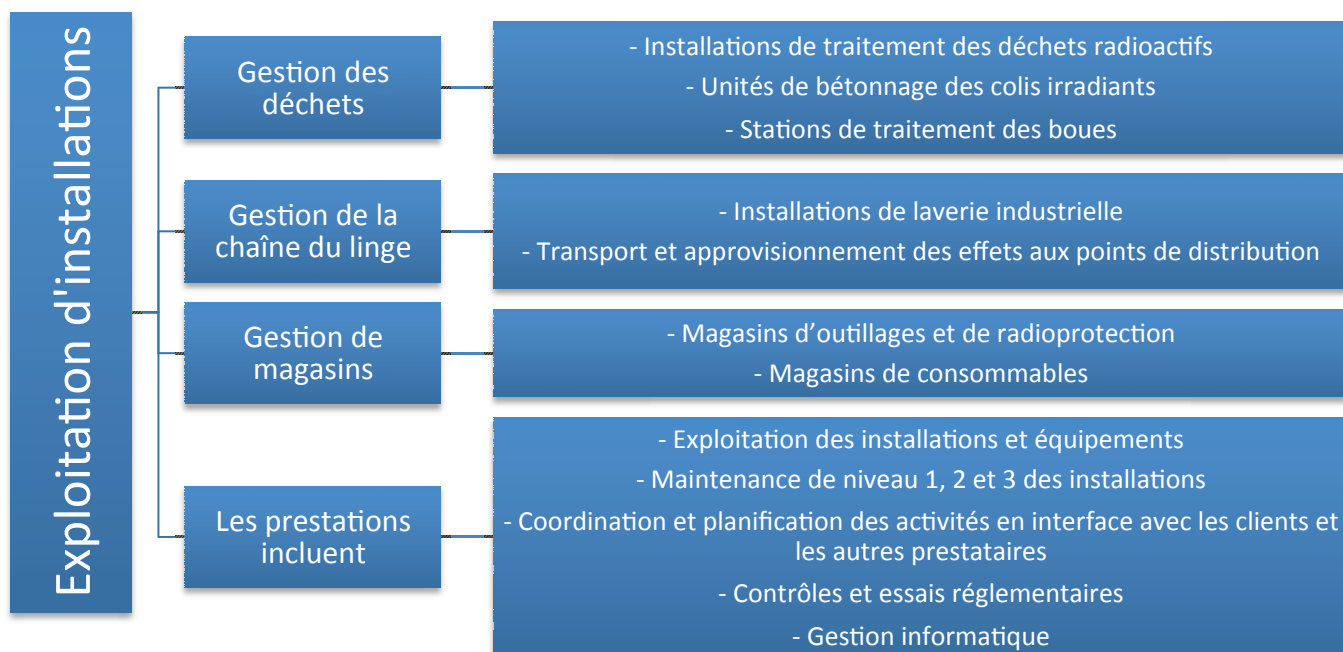 Exploitation d'installations
Gestion des
déchets
- Installations de traitement des déchets radioactifs
- Unités de bétonnage des colis irradiants
- Stations de traitement des boues
Gestion de la
chaîne du linge
- Installations de laverie industrielle
- Transport et approvisionnement des effets aux points de distribution
Gestion de
magasins
- Magasins d’outillages et de radioprotection
- Magasins de consommables
Les prestations
incluent
- Exploitation des installations et équipements
- Maintenance de niveau 1, 2 et 3 des installations
- Coordination et planification des activités en interface avec les clients et
les autres prestataires
- Contrôles et essais réglementaires
- Gestion informatique